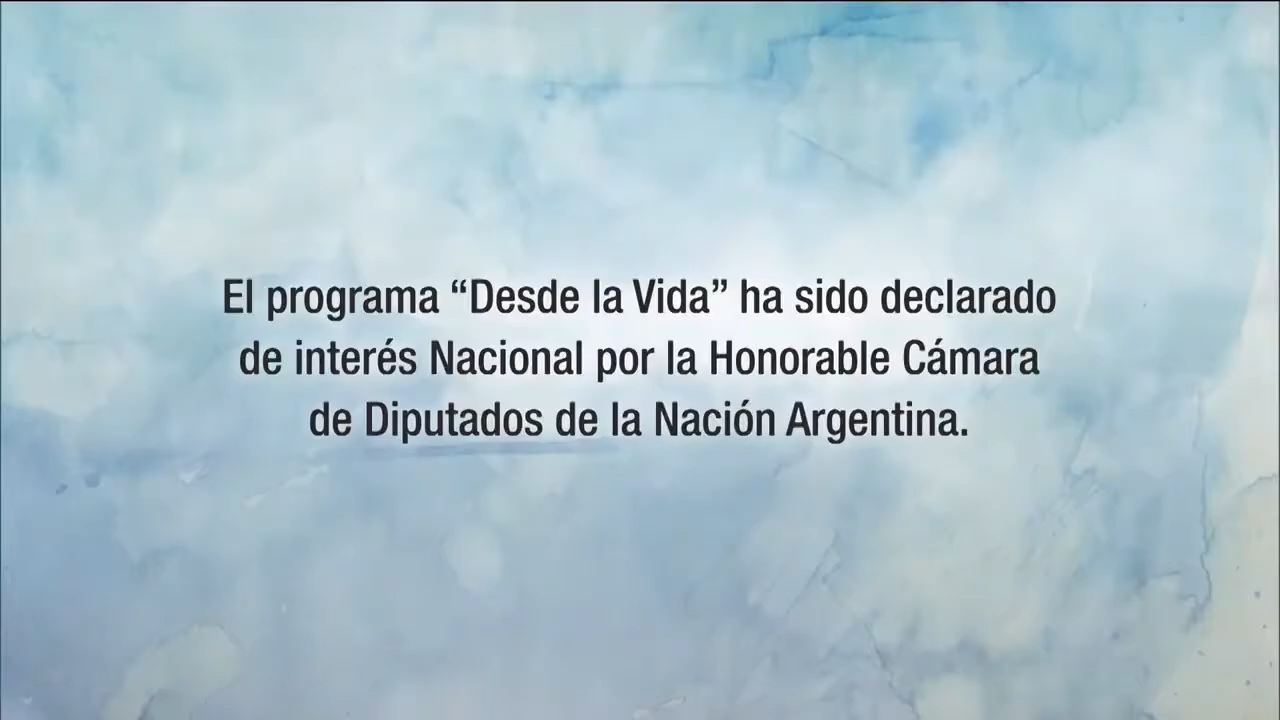 El programa “Desde la Vida” ha sido declarado
de interés Nacional por la Honorable Cámara
de Diputados de la Nación Argentina.